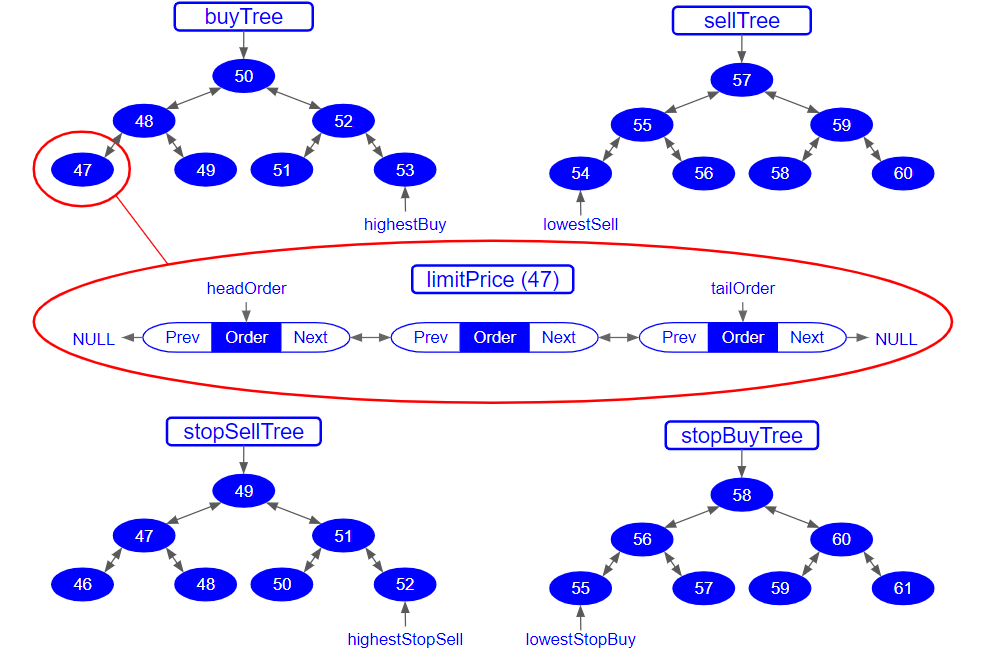 buyTree
sellTree
50
57
48
52
55
59
47
49
51
53
54
56
58
60
highestBuy
lowestSell
limitPrice (47)
headOrder
tailOrder
NULL
Prev Order Next
Prev Order Next
Prev Order Next
NULL
stopSellTree
stopBuyTree
49
58
47
51
56
60
46
48
50
52
55
57
59
61
highestStopSell
lowestStopBuy